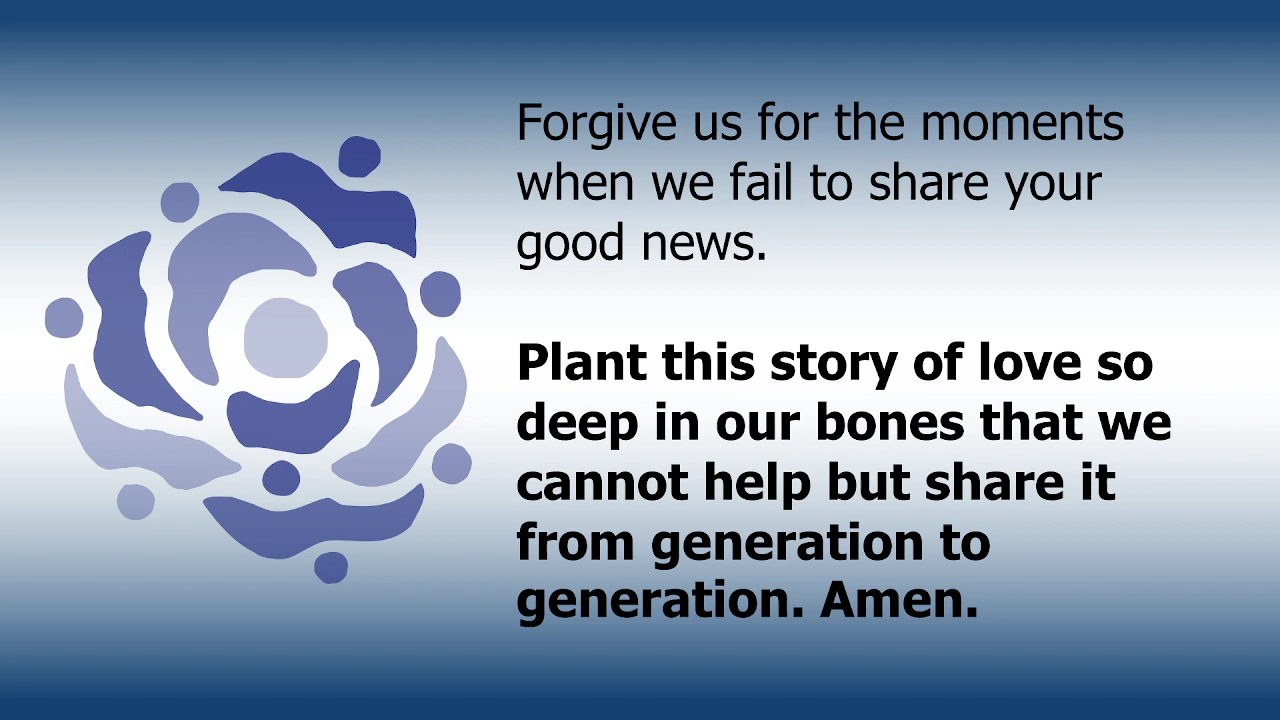 Forgive us for the moments
when we fail to share your
good news.
Plant this story of love so
deep in our bones that we
cannot help but share it
from generation to
generation. Amen.